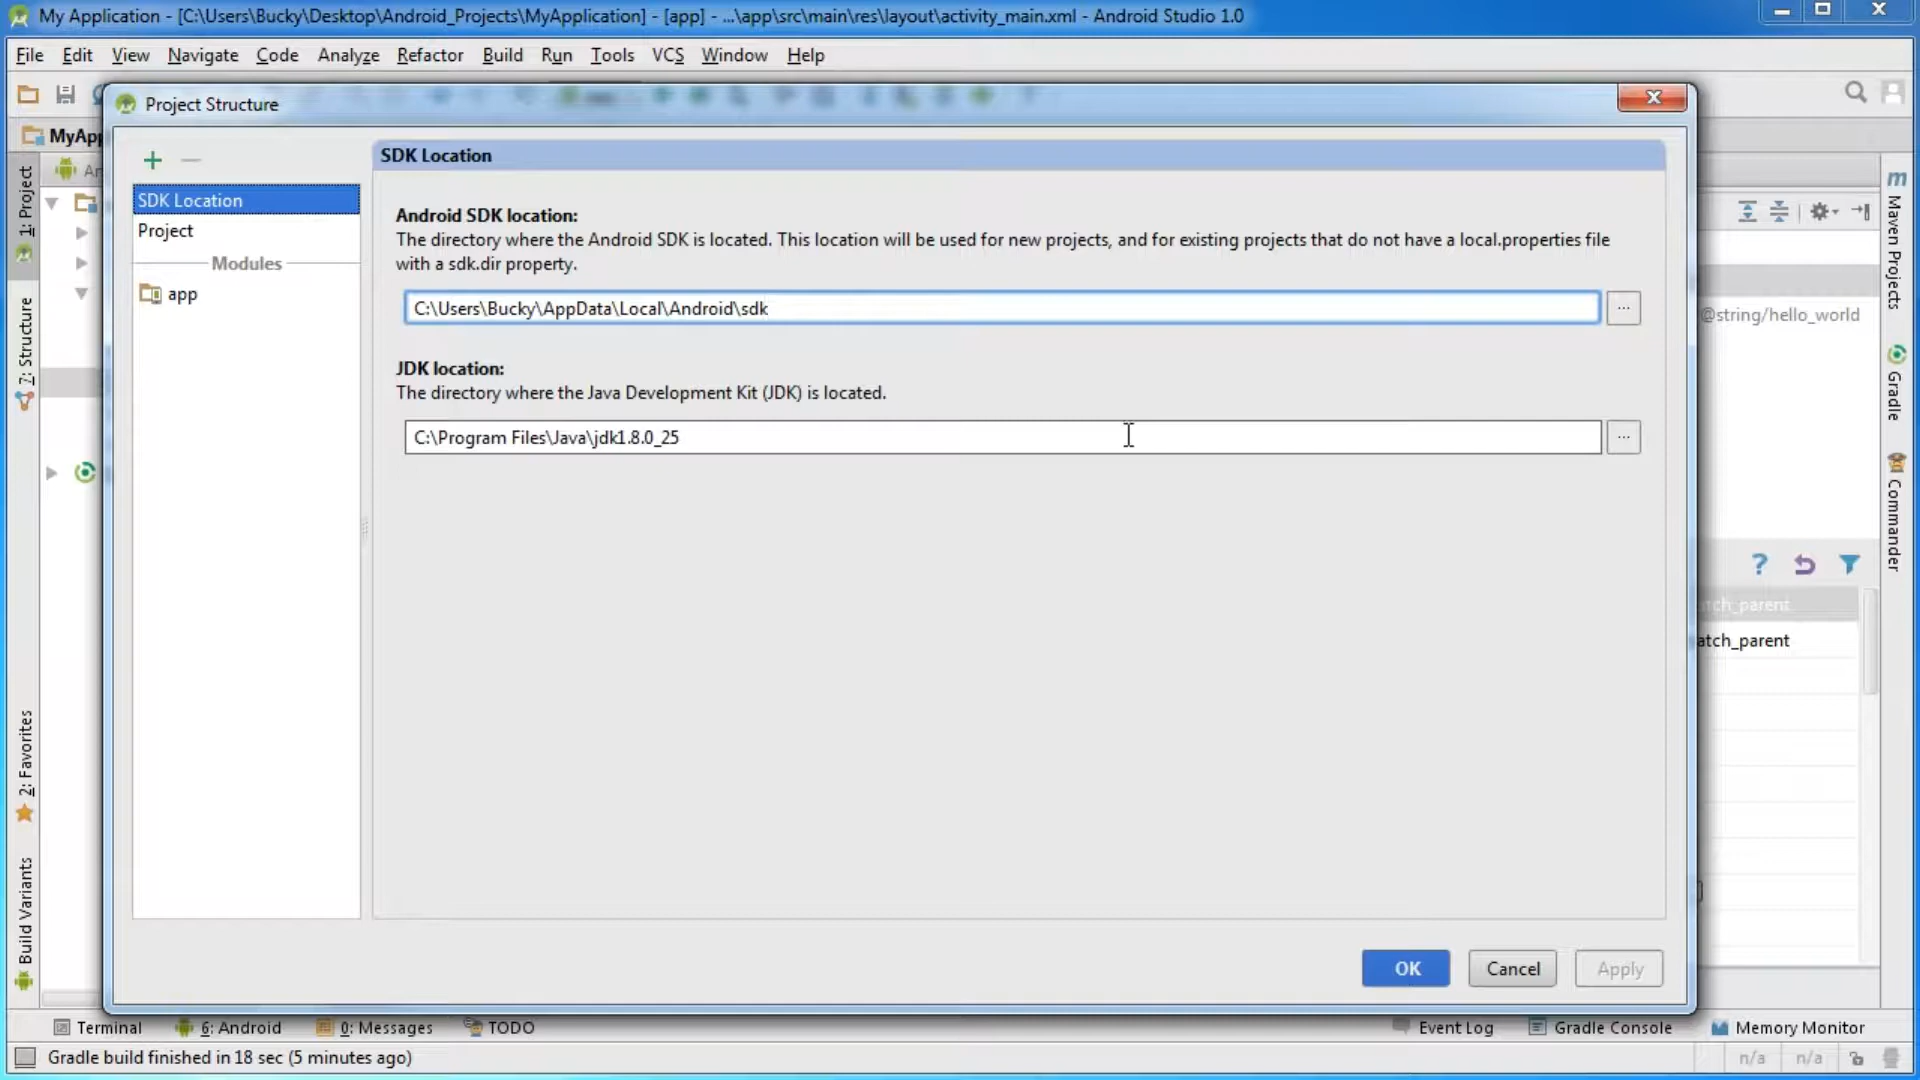 My Application - [C:\Users\Bucky\Desktop\Android_Projects\MyApplication] - [app] - ...\app\src\main\res\layout\activity_main.xml - Android Studio 1.0
File Edit View Navigate Code Analyze Refactor Build Run Tools VCS Window Help
Project Structure
MyApp
SDK Location
SDK Location
Project
Modules
app
Android SDK location:
The directory where the Android SDK is located. This location will be used for new projects, and for existing projects that do not have a local.properties file
with a sdk.dir property.
C:\Users\Bucky\AppData\Local\Android\sdk
...
JDK location:
The directory where the Java Development Kit (JDK) is located.
C:\Program Files\Java\jdk1.8.0_25
...
OK Cancel Apply
1: Project
7: Structure
2: Favorites
Build Variants
@string/hello_world
atch_parent
Maven Projects
Gradle
Commander
Terminal 6: Android 0: Messages TODO Event Log Gradle Console Memory Monitor
Gradle build finished in 18 sec (5 minutes ago) n/a n/a